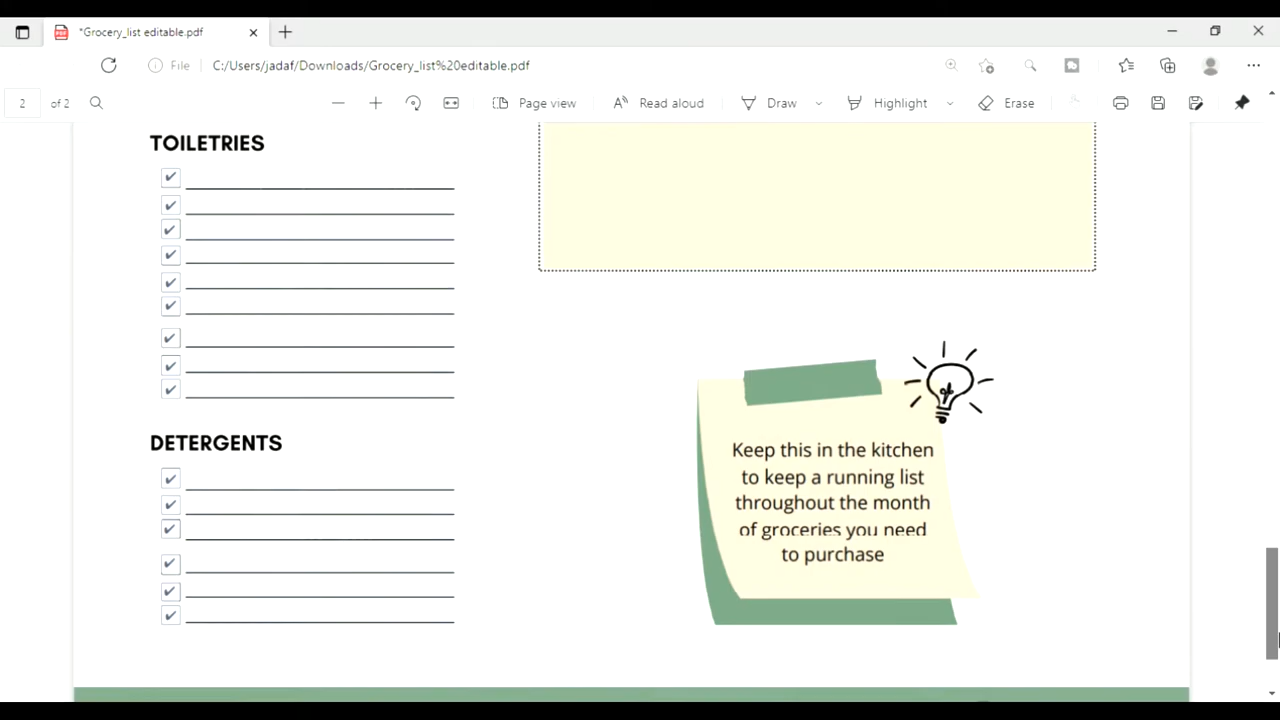 *Grocery_list editable.pdf
File C:/Users/jadaf/Downloads/Grocery_list%20editable.pdf
2 of 2 Page view Read aloud Draw Highlight Erase
TOILETRIES
DETERGENTS
Keep this in the kitchen
to keep a running list
throughout the month
of groceries you need
to purchase